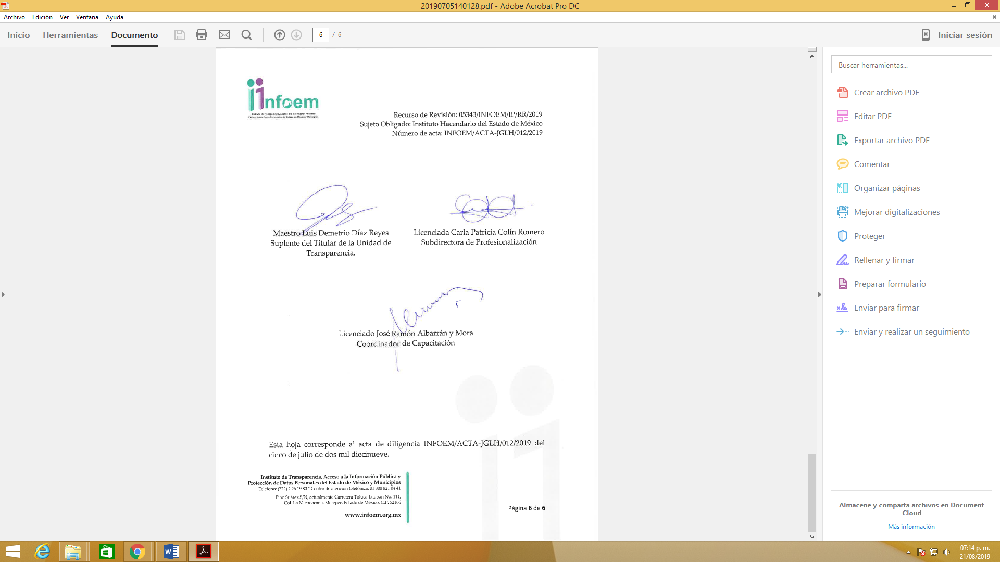 20190705140128.pdf - Adobe Acrobat Pro DC
Archivo Edición Ver Ventana Ayuda
Inicio Herramientas Documento 6 / 6 Iniciar sesión
infoem
Instituto de Transparencia, Acceso a la Información Pública y
Protección de Datos Personales del Estado de México y Municipios
Recurso de Revisión: 05343/INFOEM/IP/RR/2019
Sujeto Obligado: Instituto Hacendario del Estado de México
Número de acta: INFOEM/ACTA-JGLH/012/2019
Maestro Luis Demetrio Díaz Reyes
Suplente del Titular de la Unidad de
Transparencia.
Licenciada Carla Patricia Colín Romero
Subdirectora de Profesionalización
Licenciado José Ramón Albarrán y Mora
Coordinador de Capacitación
Esta hoja corresponde al acta de diligencia INFOEM/ACTA-JGLH/012/2019 del
cinco de julio de dos mil diecinueve.
Instituto de Transparencia, Acceso a la Información Pública y
Protección de Datos Personales del Estado de México y Municipios
Teléfono: (722) 2 26 19 80 * Centro de atención telefónica: 01 800 821 04 41
Pino Suárez S/N, actualmente Carretera Toluca-Ixtapan No. 111,
Col. La Michoacana, Metepec, Estado de México, C.P. 52166
www.infoem.org.mx
Página 6 de 6
Buscar herramientas...
Crear archivo PDF
Editar PDF
Exportar archivo PDF
Comentar
Organizar páginas
Mejorar digitalizaciones
Proteger
Rellenar y firmar
Preparar formulario
Enviar para firmar
Enviar y realizar un seguimiento
Almacene y comparta archivos en Document
Cloud
Más información
07:14 p. m.
21/08/2019